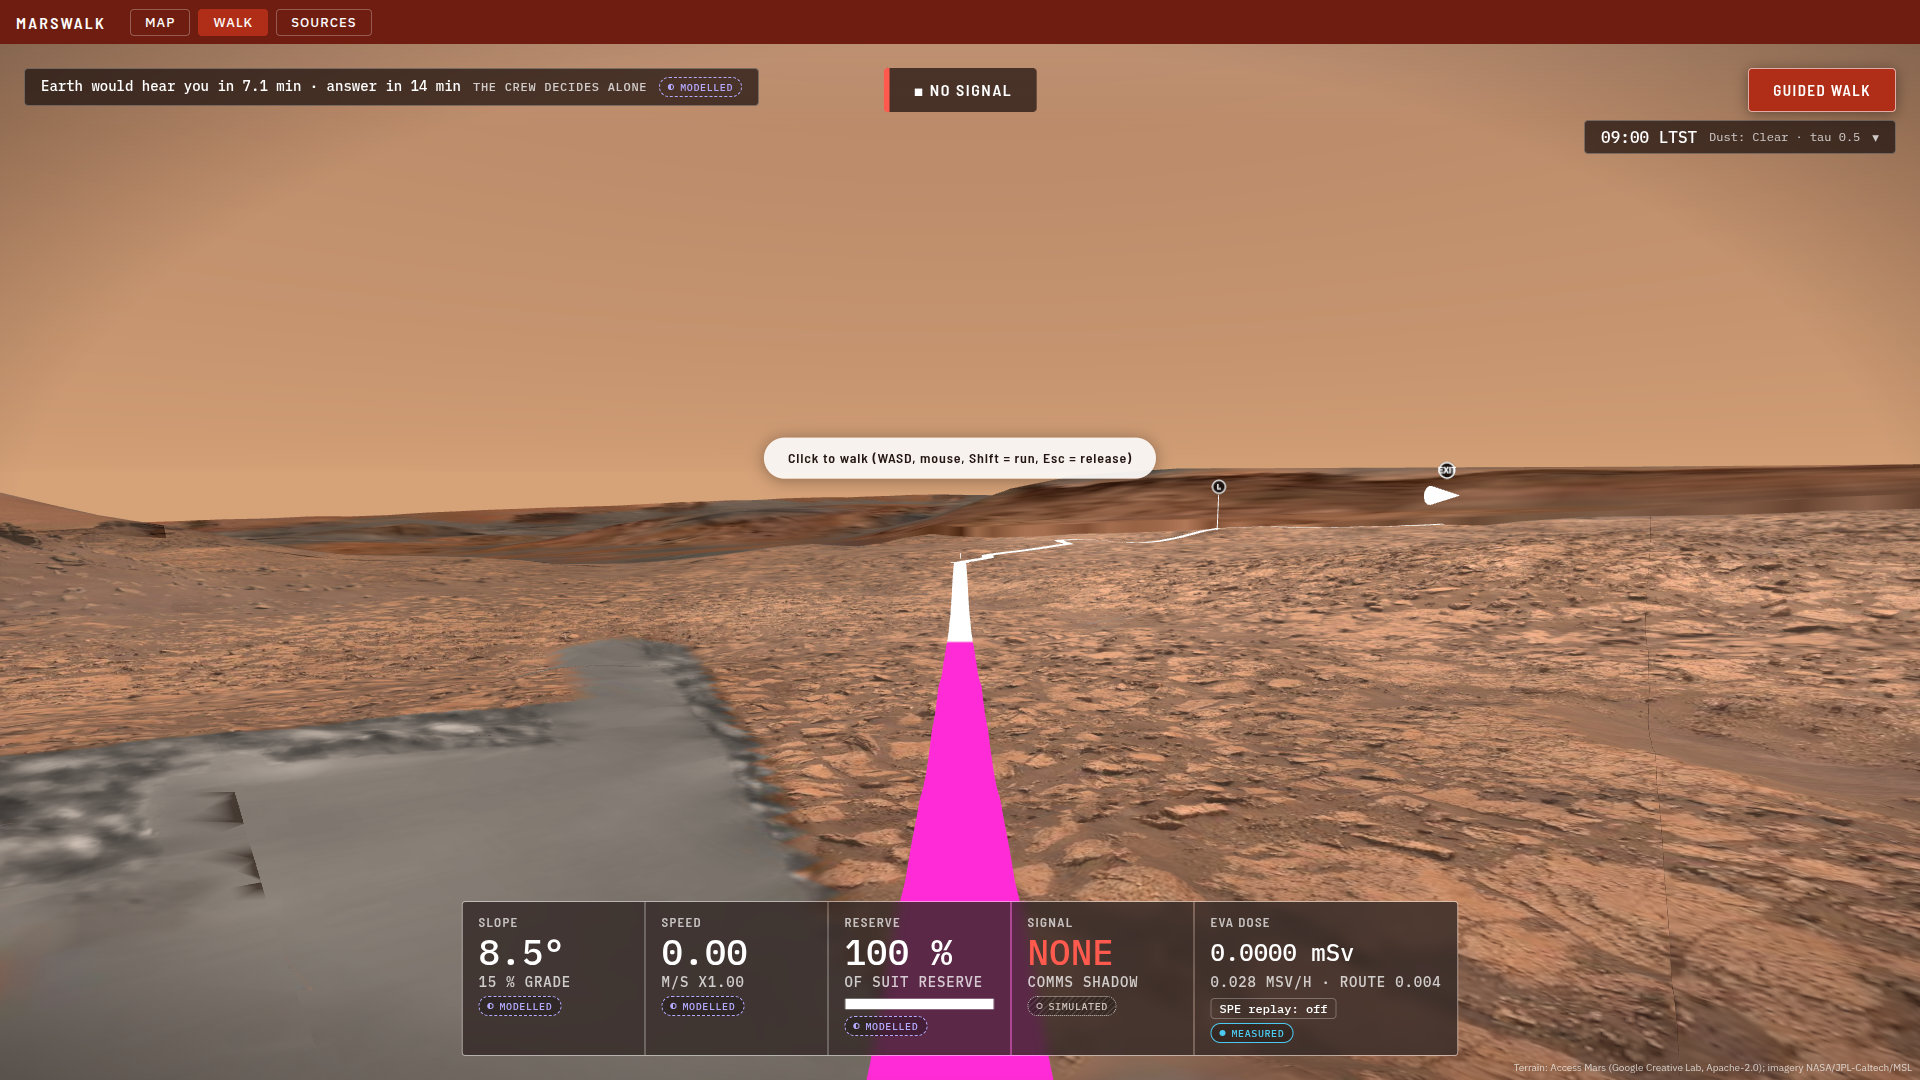 MARSWALK
MAP
WALK
SOURCES
Earth would hear you in 7.1 min · answer in 14 min THE CREW DECIDES ALONE ◐ MODELLED
■ NO SIGNAL
GUIDED WALK
09:00 LTST Dust: Clear · tau 0.5 ▼
Click to walk (WASD, mouse, Shift = run, Esc = release)
EXIT
L
SLOPE
8.5°
15 % GRADE
◐ MODELLED
SPEED
0.00
M/S X1.00
◐ MODELLED
RESERVE
100 %
OF SUIT RESERVE
◐ MODELLED
SIGNAL
NONE
COMMS SHADOW
○ SIMULATED
EVA DOSE
0.0000 mSv
0.028 MSV/H · ROUTE 0.004
SPE replay: off
● MEASURED
Terrain: Access Mars (Google Creative Lab, Apache-2.0); imagery NASA/JPL-Caltech/MSL